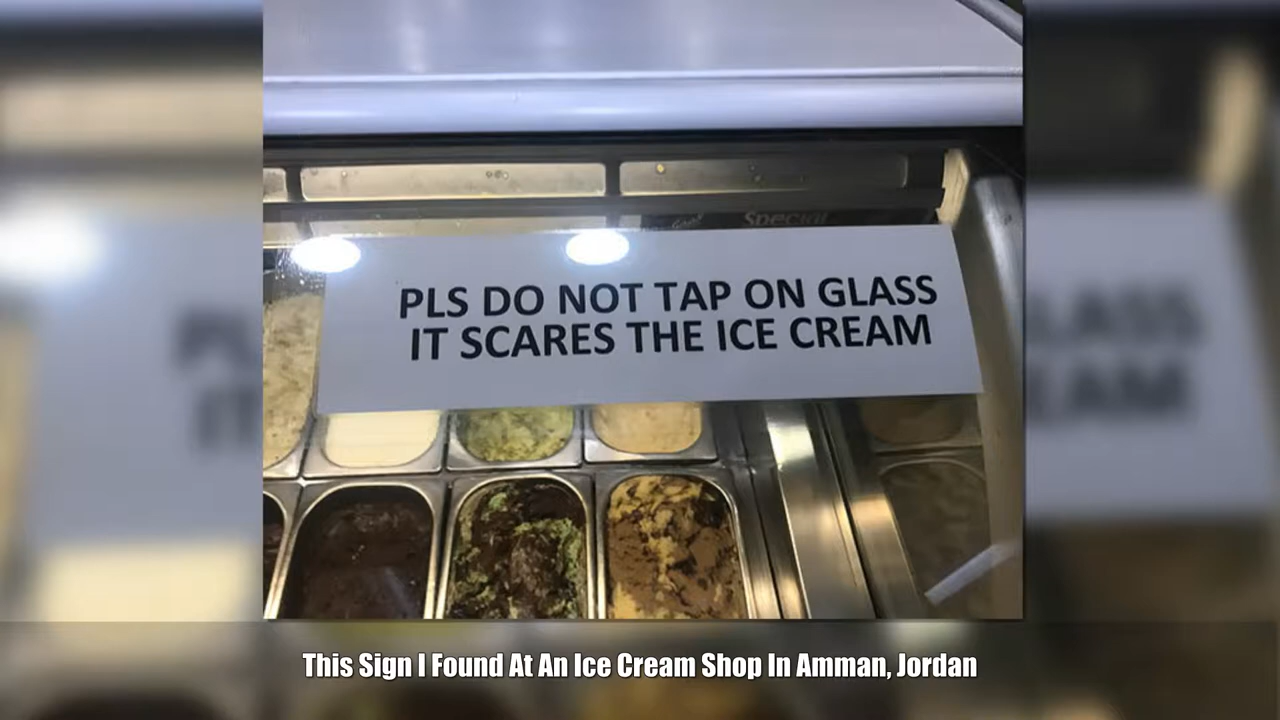 Special
PLS DO NOT TAP ON GLASS
IT SCARES THE ICE CREAM
This Sign I Found At An Ice Cream Shop In Amman, Jordan